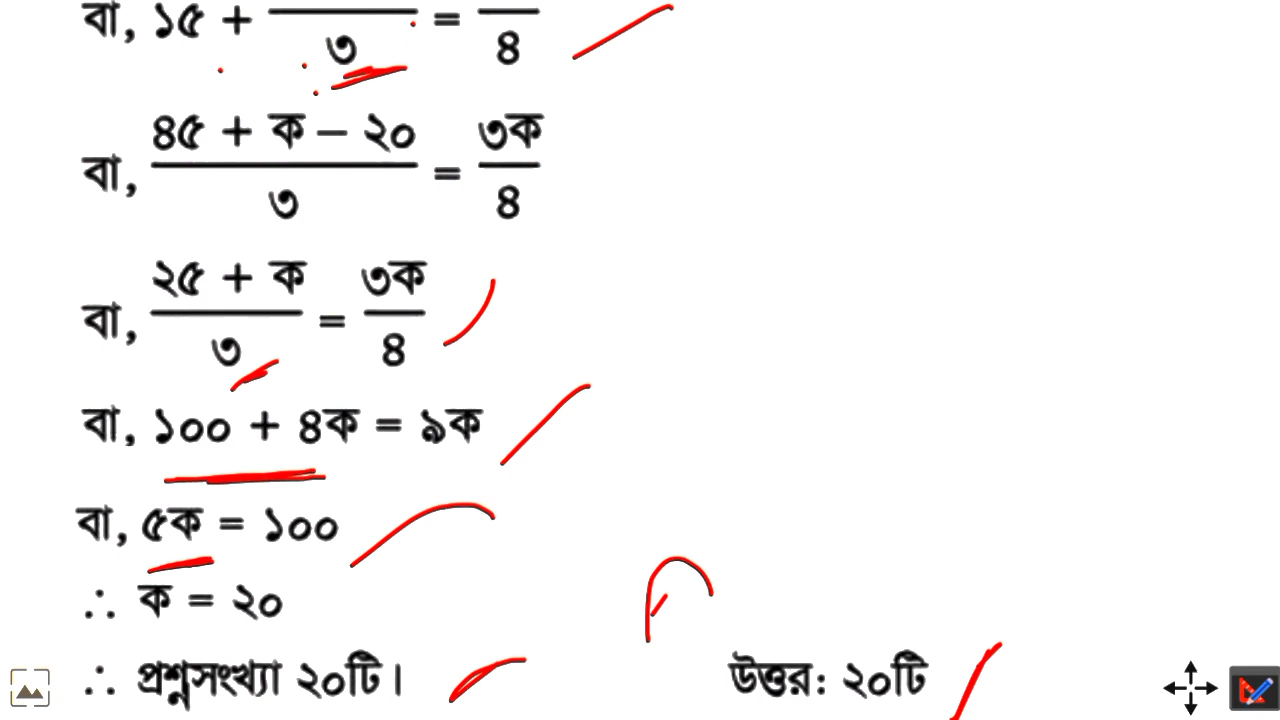 বা, ১৫ + ―/৩ = ―/৪
বা, (৪৫ + ক – ২০)/৩ = ৩ক/৪
বা, (২৫ + ক)/৩ = ৩ক/৪
বা, ১০০ + ৪ক = ৯ক
বা, ৫ক = ১০০
∴ ক = ২০
∴ প্রশ্নসংখ্যা ২০টি। উত্তর: ২০টি